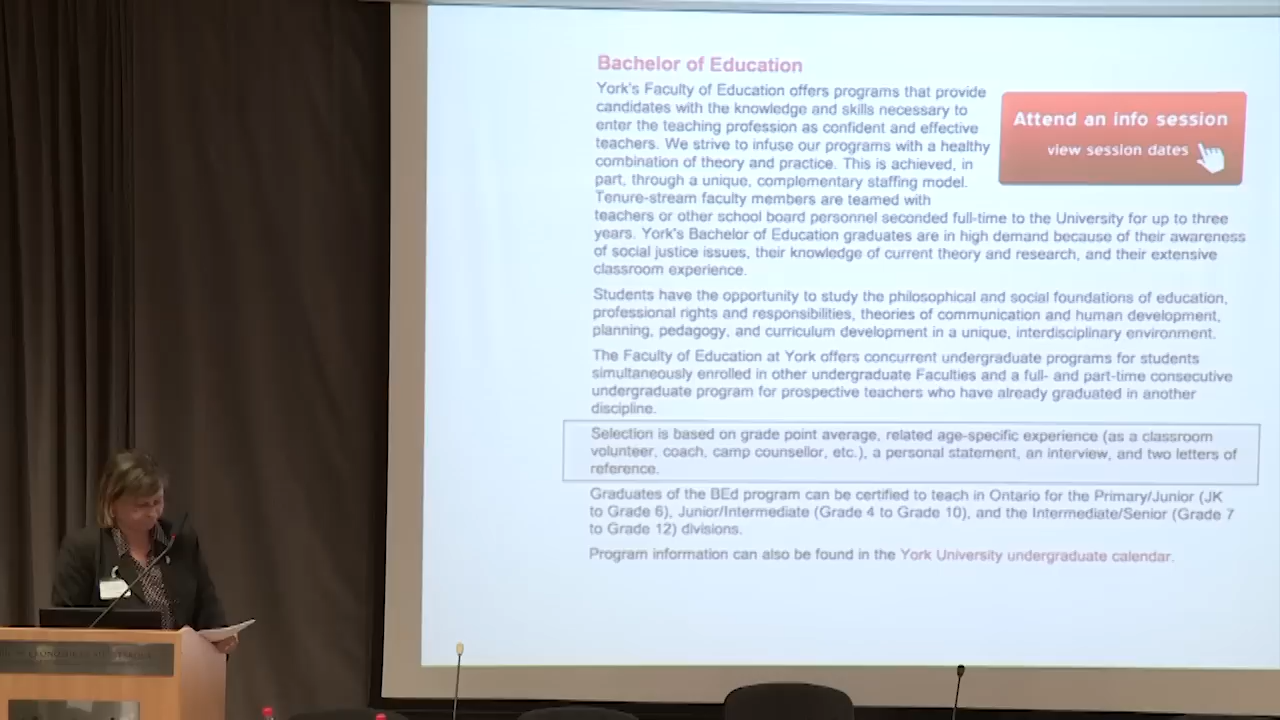 Bachelor of Education
York's Faculty of Education offers programs that provide
candidates with the knowledge and skills necessary to
enter the teaching profession as confident and effective
teachers. We strive to infuse our programs with a healthy
combination of theory and practice. This is achieved, in
part, through a unique, complementary staffing model.
Tenure-stream faculty members are teamed with
teachers or other school board personnel seconded full-time to the University for up to three
years. York's Bachelor of Education graduates are in high demand because of their awareness
of social justice issues, their knowledge of current theory and research, and their extensive
classroom experience.
Attend an info session
view session dates
Students have the opportunity to study the philosophical and social foundations of education,
professional rights and responsibilities, theories of communication and human development,
planning, pedagogy, and curriculum development in a unique, interdisciplinary environment.
The Faculty of Education at York offers concurrent undergraduate programs for students
simultaneously enrolled in other undergraduate Faculties and a full- and part-time consecutive
undergraduate program for prospective teachers who have already graduated in another
discipline.
Selection is based on grade point average, related age-specific experience (as a classroom
volunteer, coach, camp counsellor, etc.), a personal statement, an interview, and two letters of
reference.
Graduates of the BEd program can be certified to teach in Ontario for the Primary/Junior (JK
to Grade 6), Junior/Intermediate (Grade 4 to Grade 10), and the Intermediate/Senior (Grade 7
to Grade 12) divisions.
Program information can also be found in the York University undergraduate calendar.